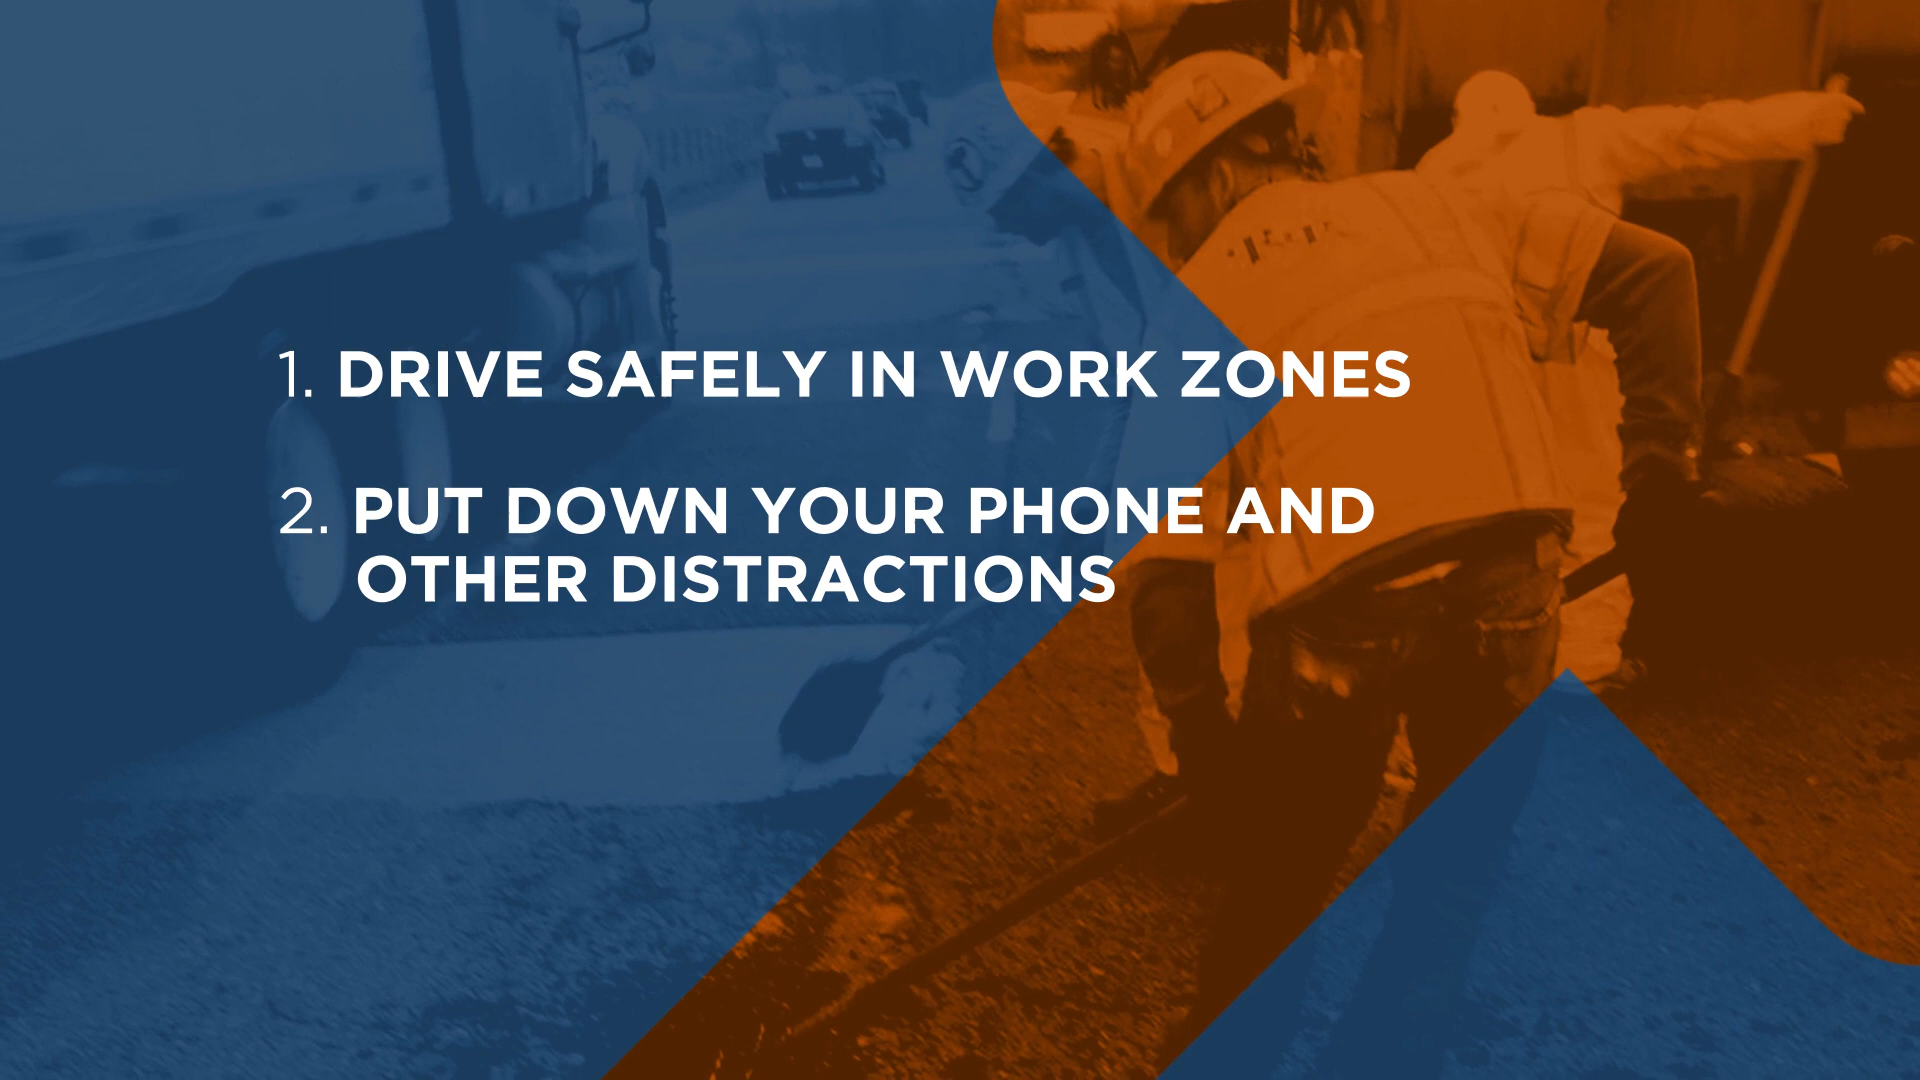 1. DRIVE SAFELY IN WORK ZONES
2. PUT DOWN YOUR PHONE AND
OTHER DISTRACTIONS